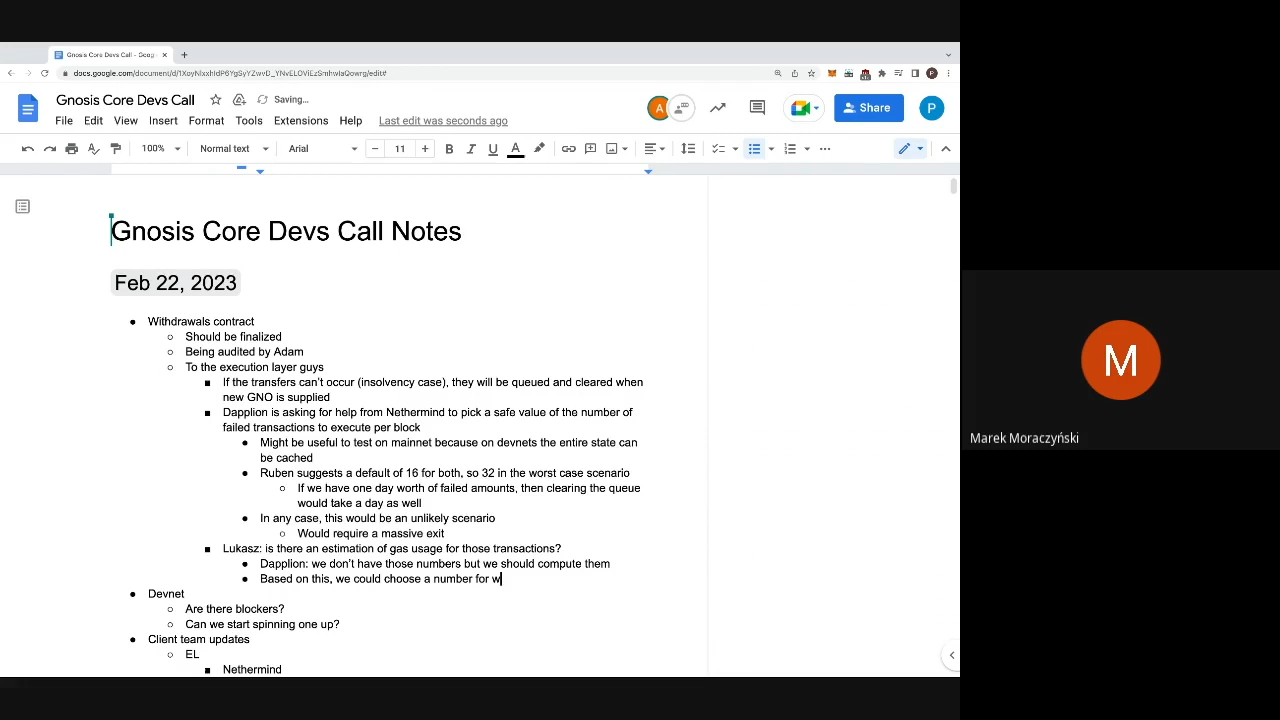 Gnosis Core Devs Call - Goog
docs.google.com/document/d/
Gnosis Core Devs Call
Saving...
File Edit View Insert Format Tools Extensions Help Last edit was seconds ago
A
Share
P
100% Normal text Arial 11 B I U A
Gnosis Core Devs Call Notes
Feb 22, 2023
Withdrawals contract
Should be finalized
Being audited by Adam
To the execution layer guys
If the transfers can't occur (insolvency case), they will be queued and cleared when
new GNO is supplied
Dapplion is asking for help from Nethermind to pick a safe value of the number of
failed transactions to execute per block
Might be useful to test on mainnet because on devnets the entire state can
be cached
Ruben suggests a default of 16 for both, so 32 in the worst case scenario
If we have one day worth of failed amounts, then clearing the queue
would take a day as well
In any case, this would be an unlikely scenario
Would require a massive exit
Lukasz: is there an estimation of gas usage for those transactions?
Dapplion: we don't have those numbers but we should compute them
Based on this, we could choose a number for w
Devnet
Are there blockers?
Can we start spinning one up?
Client team updates
EL
Nethermind
M
Marek Moraczyński